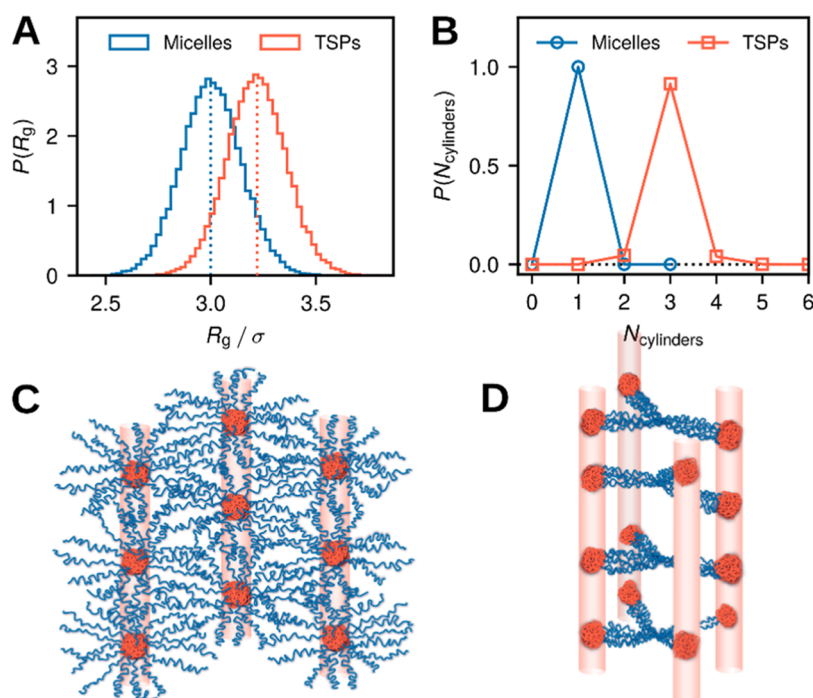 A
B
Micelles TSPs
Micelles TSPs
P(Rg)
3
2
1
0
2.5 3.0 3.5
Rg / σ
P(Ncylinders)
1.0
0.5
0.0
0 1 2 3 4 5 6
Ncylinders
C
D